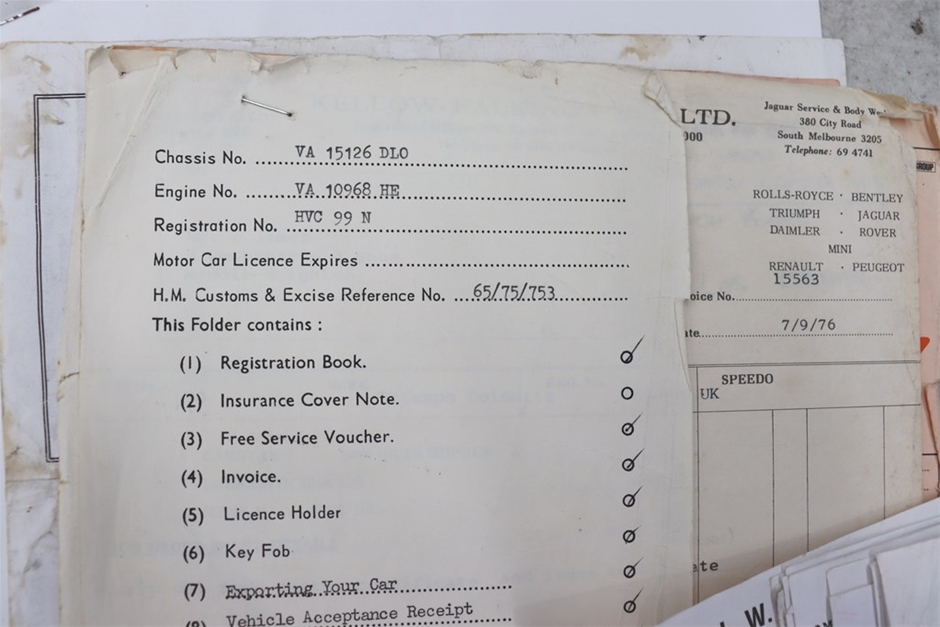 Chassis No. VA 15126 DLO
Engine No. VA 10968 HE
Registration No. HVC 99 N
Motor Car Licence Expires
H.M. Customs & Excise Reference No. 65/75/753
This Folder contains :
(1) Registration Book.
(2) Insurance Cover Note.
(3) Free Service Voucher.
(4) Invoice.
(5) Licence Holder
(6) Key Fob
(7) Exporting Your Car
Vehicle Acceptance Receipt
LTD.
Jaguar Service & Body
380 City Road
South Melbourne 3205
Telephone: 69 4741
ROLLS-ROYCE · BENTLEY
TRIUMPH · JAGUAR
DAIMLER · ROVER
MINI
RENAULT · PEUGEOT
15563
oice No.
ate 7/9/76
SPEEDO
UK
ate
W.
GROUP